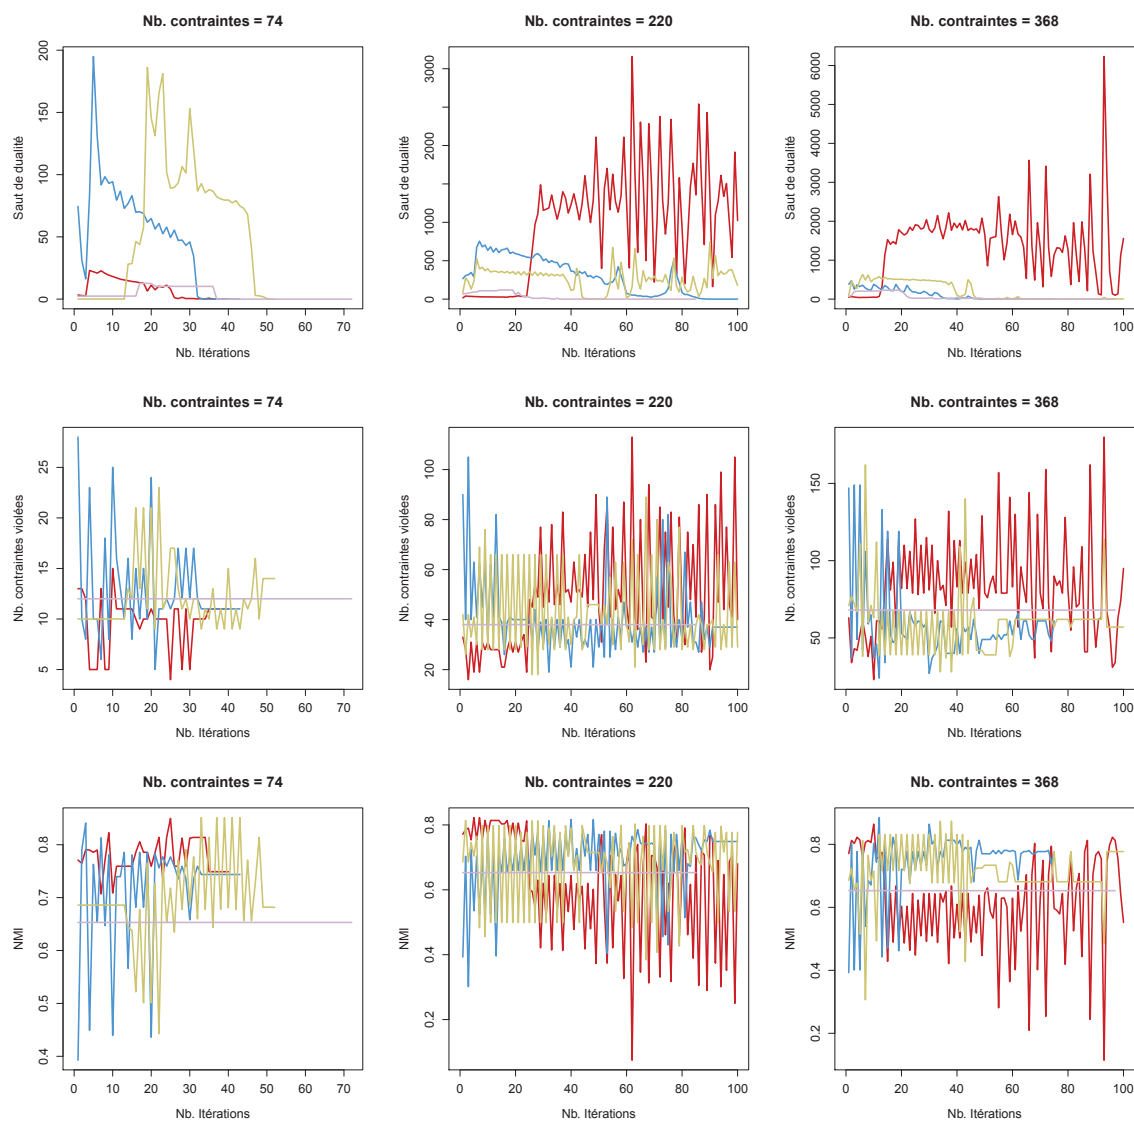 Nb. contraintes = 74
Nb. contraintes = 220
Nb. contraintes = 368
Saut de dualité
0 50 100 150 200
0 10 20 30 40 50 60 70
Nb. Itérations
Saut de dualité
0 500 1000 2000 3000
0 20 40 60 80 100
Nb. Itérations
Saut de dualité
0 1000 2000 3000 4000 5000 6000
0 20 40 60 80 100
Nb. Itérations
Nb. contraintes = 74
Nb. contraintes = 220
Nb. contraintes = 368
Nb. contraintes violées
5 10 15 20 25
0 10 20 30 40 50 60 70
Nb. Itérations
Nb. contraintes violées
20 40 60 80 100
0 20 40 60 80 100
Nb. Itérations
Nb. contraintes violées
50 100 150
0 20 40 60 80 100
Nb. Itérations
Nb. contraintes = 74
Nb. contraintes = 220
Nb. contraintes = 368
NMI
0.4 0.5 0.6 0.7 0.8
0 10 20 30 40 50 60 70
Nb. Itérations
NMI
0.2 0.4 0.6 0.8
0 20 40 60 80 100
Nb. Itérations
NMI
0.2 0.4 0.6 0.8
0 20 40 60 80 100
Nb. Itérations